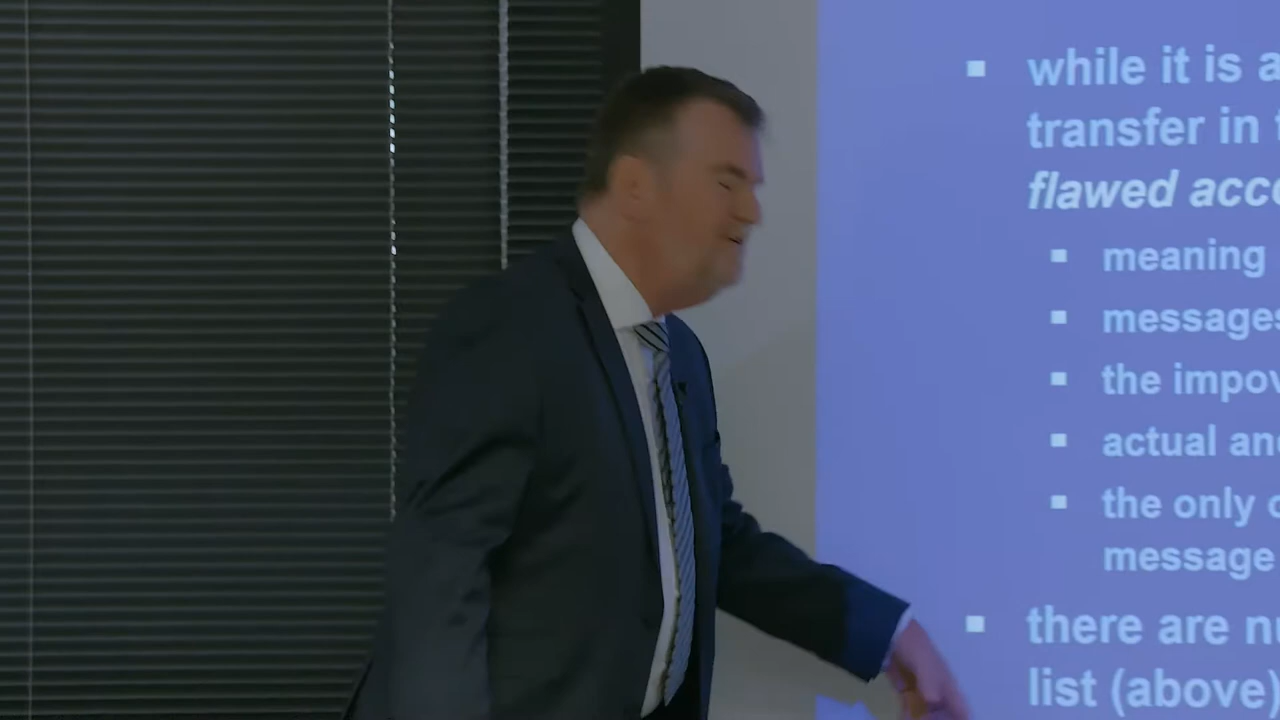 while it is a
transfer in
flawed acc
meaning
messages
the impov
actual an
the only
message
there are n
list (above)